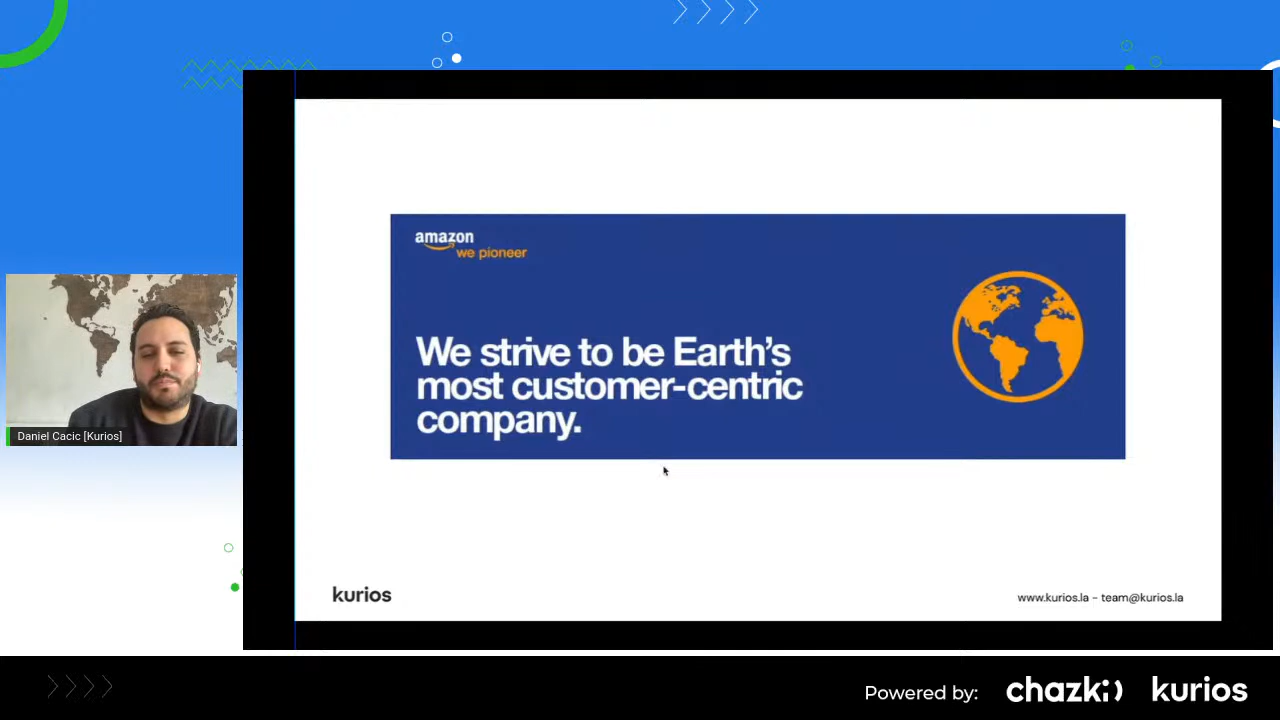 amazon
we pioneer
We strive to be Earth's
most customer-centric
company.
Daniel Cacic [Kurios]
kurios
www.kurios.la - team@kurios.la
Powered by: chazki kurios